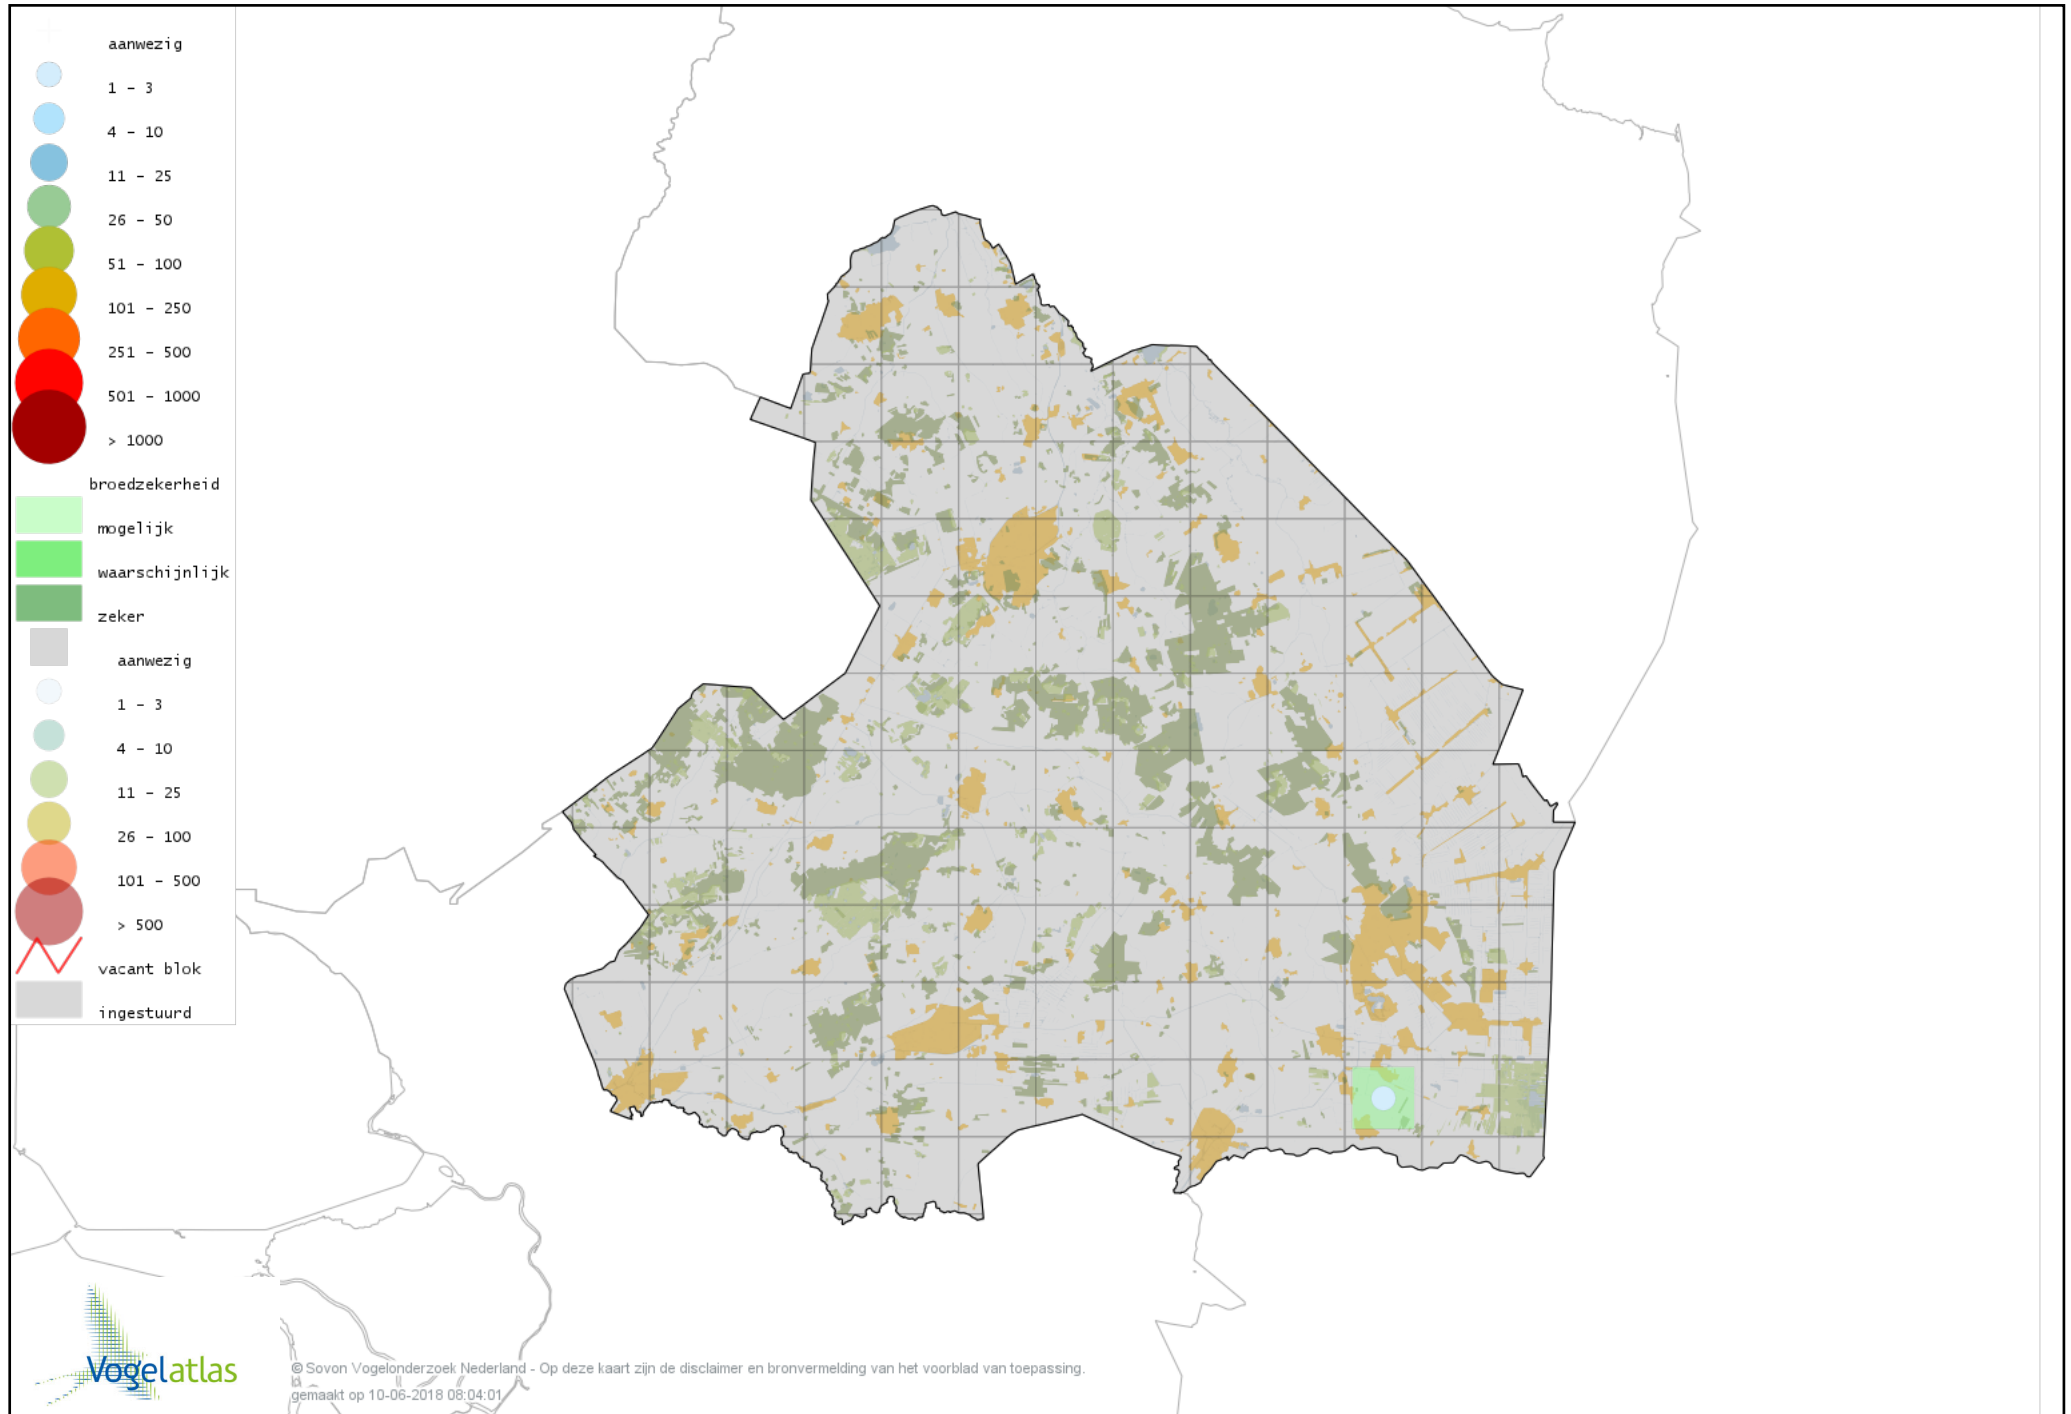 aanwezig
1 - 3
4 - 10
11 - 25
26 - 50
51 - 100
101 - 250
251 - 500
501 - 1000
> 1000
broedzekerheid
mogelijk
waarschijnlijk
zeker
aanwezig
1 - 3
4 - 10
11 - 25
26 - 100
101 - 500
> 500
vacant blok
ingestuurd
Vogelatlas
© Sovon Vogelonderzoek Nederland - Op deze kaart zijn de disclaimer en bronvermelding van het voorblad van toepassing.
gemaakt op 10-06-2018 08:04:01